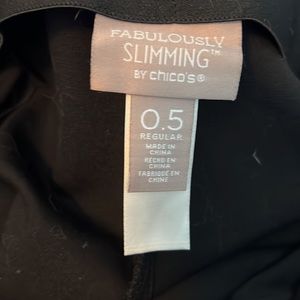 FABULOUSLY
SLIMMING™
BY chico's®
0.5
REGULAR
MADE IN
CHINA
HECHO EN
CHINA
FABRIQUÉ EN
CHINE